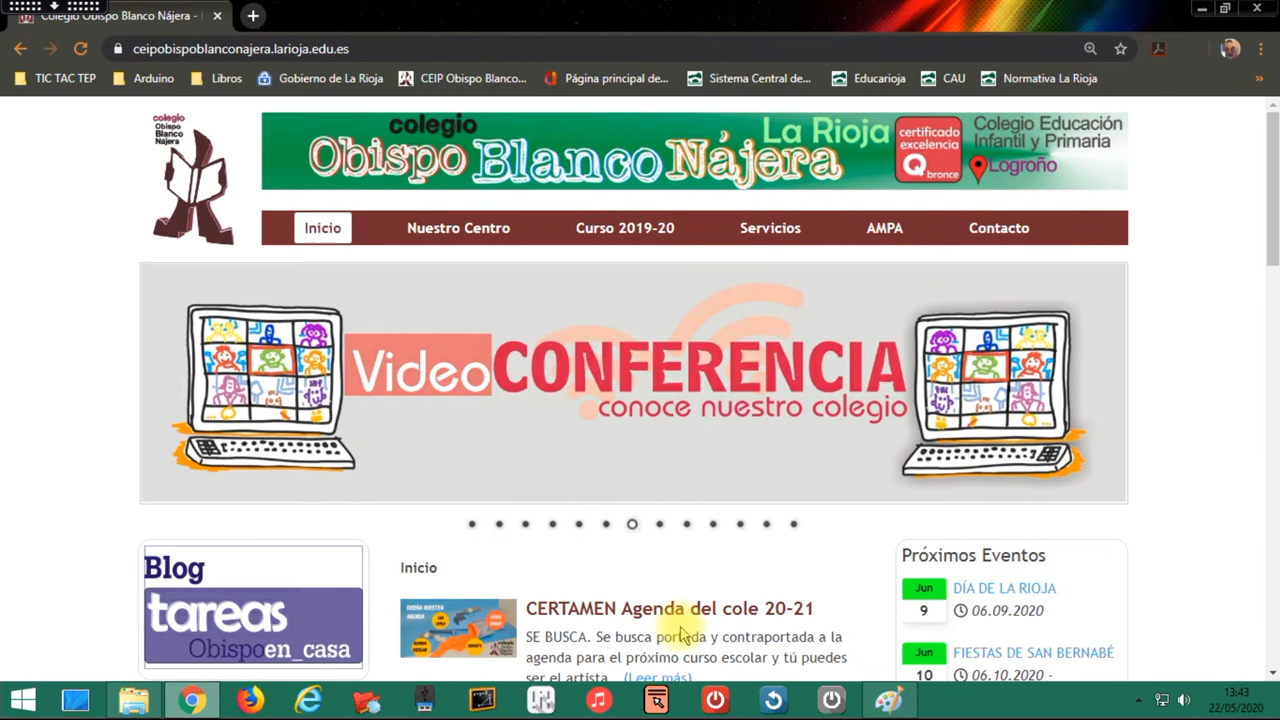 Colegio Obispo Blanco Nájera -
ceipobispoblanconajera.larioja.edu.es
TIC TAC TEP
Arduino
Libros
Gobierno de La Rioja
CEIP Obispo Blanco...
Página principal de...
Sistema Central de...
Educarioja
CAU
Normativa La Rioja
colegio
Obispo
Blanco
Nájera
colegio
Obispo Blanco Nájera
La Rioja
certificado
excelencia
Q
bronce
Colegio Educación
Infantil y Primaria
Logroño
Inicio
Nuestro Centro
Curso 2019-20
Servicios
AMPA
Contacto
VideoCONFERENCIA
conoce nuestro colegio
Blog
tareas
Obispoen_casa
Inicio
CERTAMEN Agenda del cole 20-21
SE BUSCA. Se busca portada y contraportada a la
agenda para el próximo curso escolar y tú puedes
ser el artista. (Leer más)
Próximos Eventos
Jun
9
DÍA DE LA RIOJA
06.09.2020
Jun
10
FIESTAS DE SAN BERNABÉ
06.10.2020 -
13:43
22/05/2020